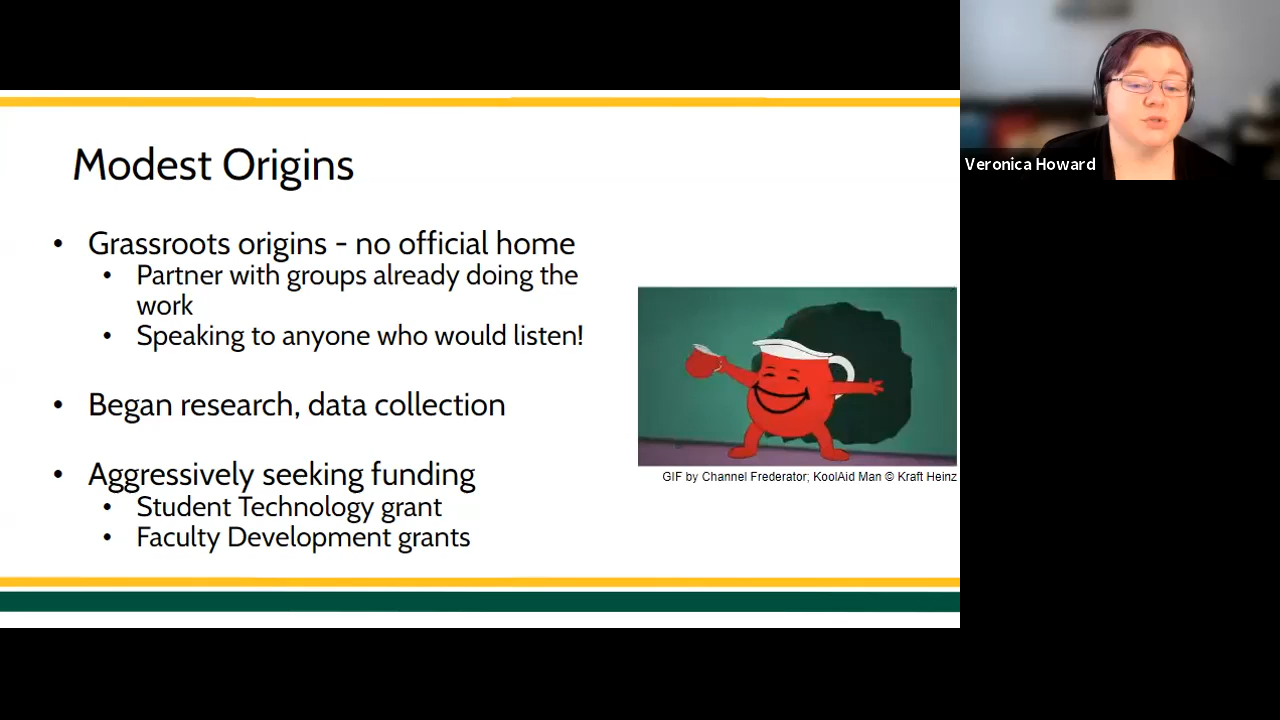 Modest Origins
• Grassroots origins - no official home
• Partner with groups already doing the
work
• Speaking to anyone who would listen!
• Began research, data collection
• Aggressively seeking funding
• Student Technology grant
• Faculty Development grants
GIF by Channel Frederator; KoolAid Man © Kraft Heinz
Veronica Howard